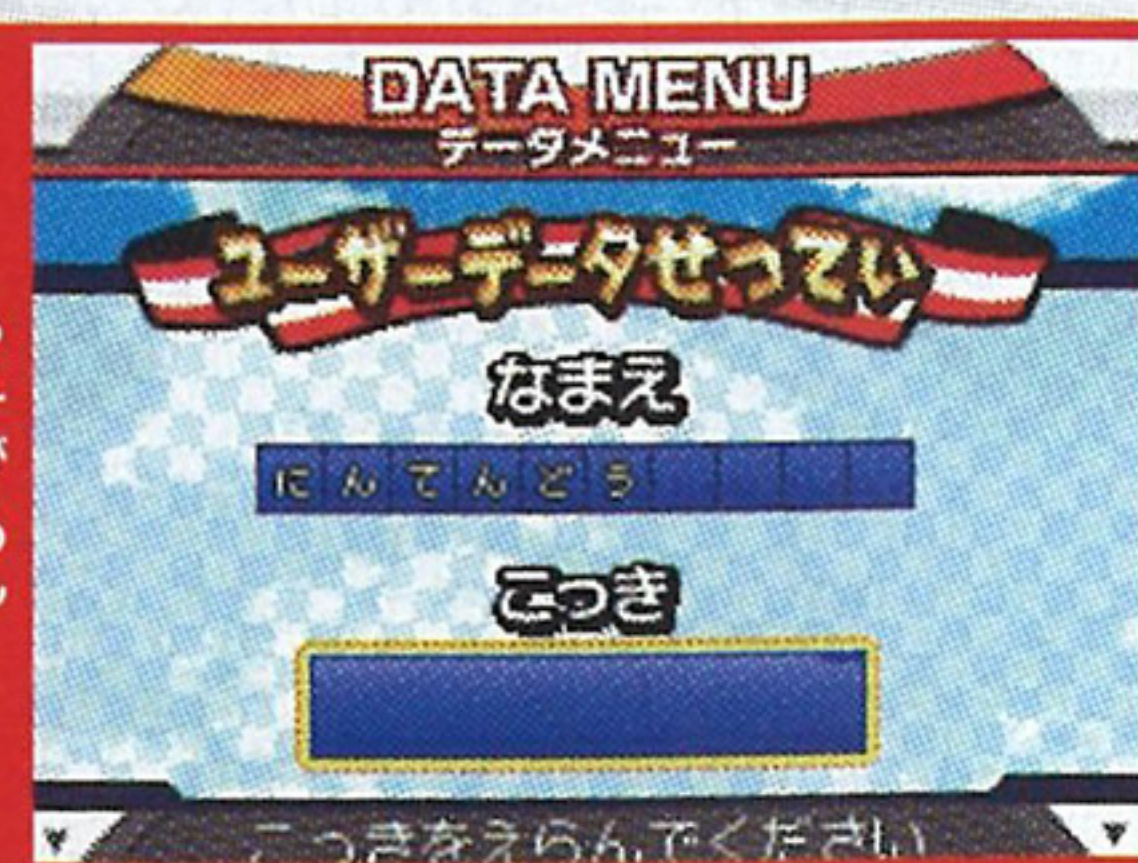 DATA MENU
データメニュー
ユーザーデータせってい
なまえ
にんてんどう
こっき
こっきをえらんでください